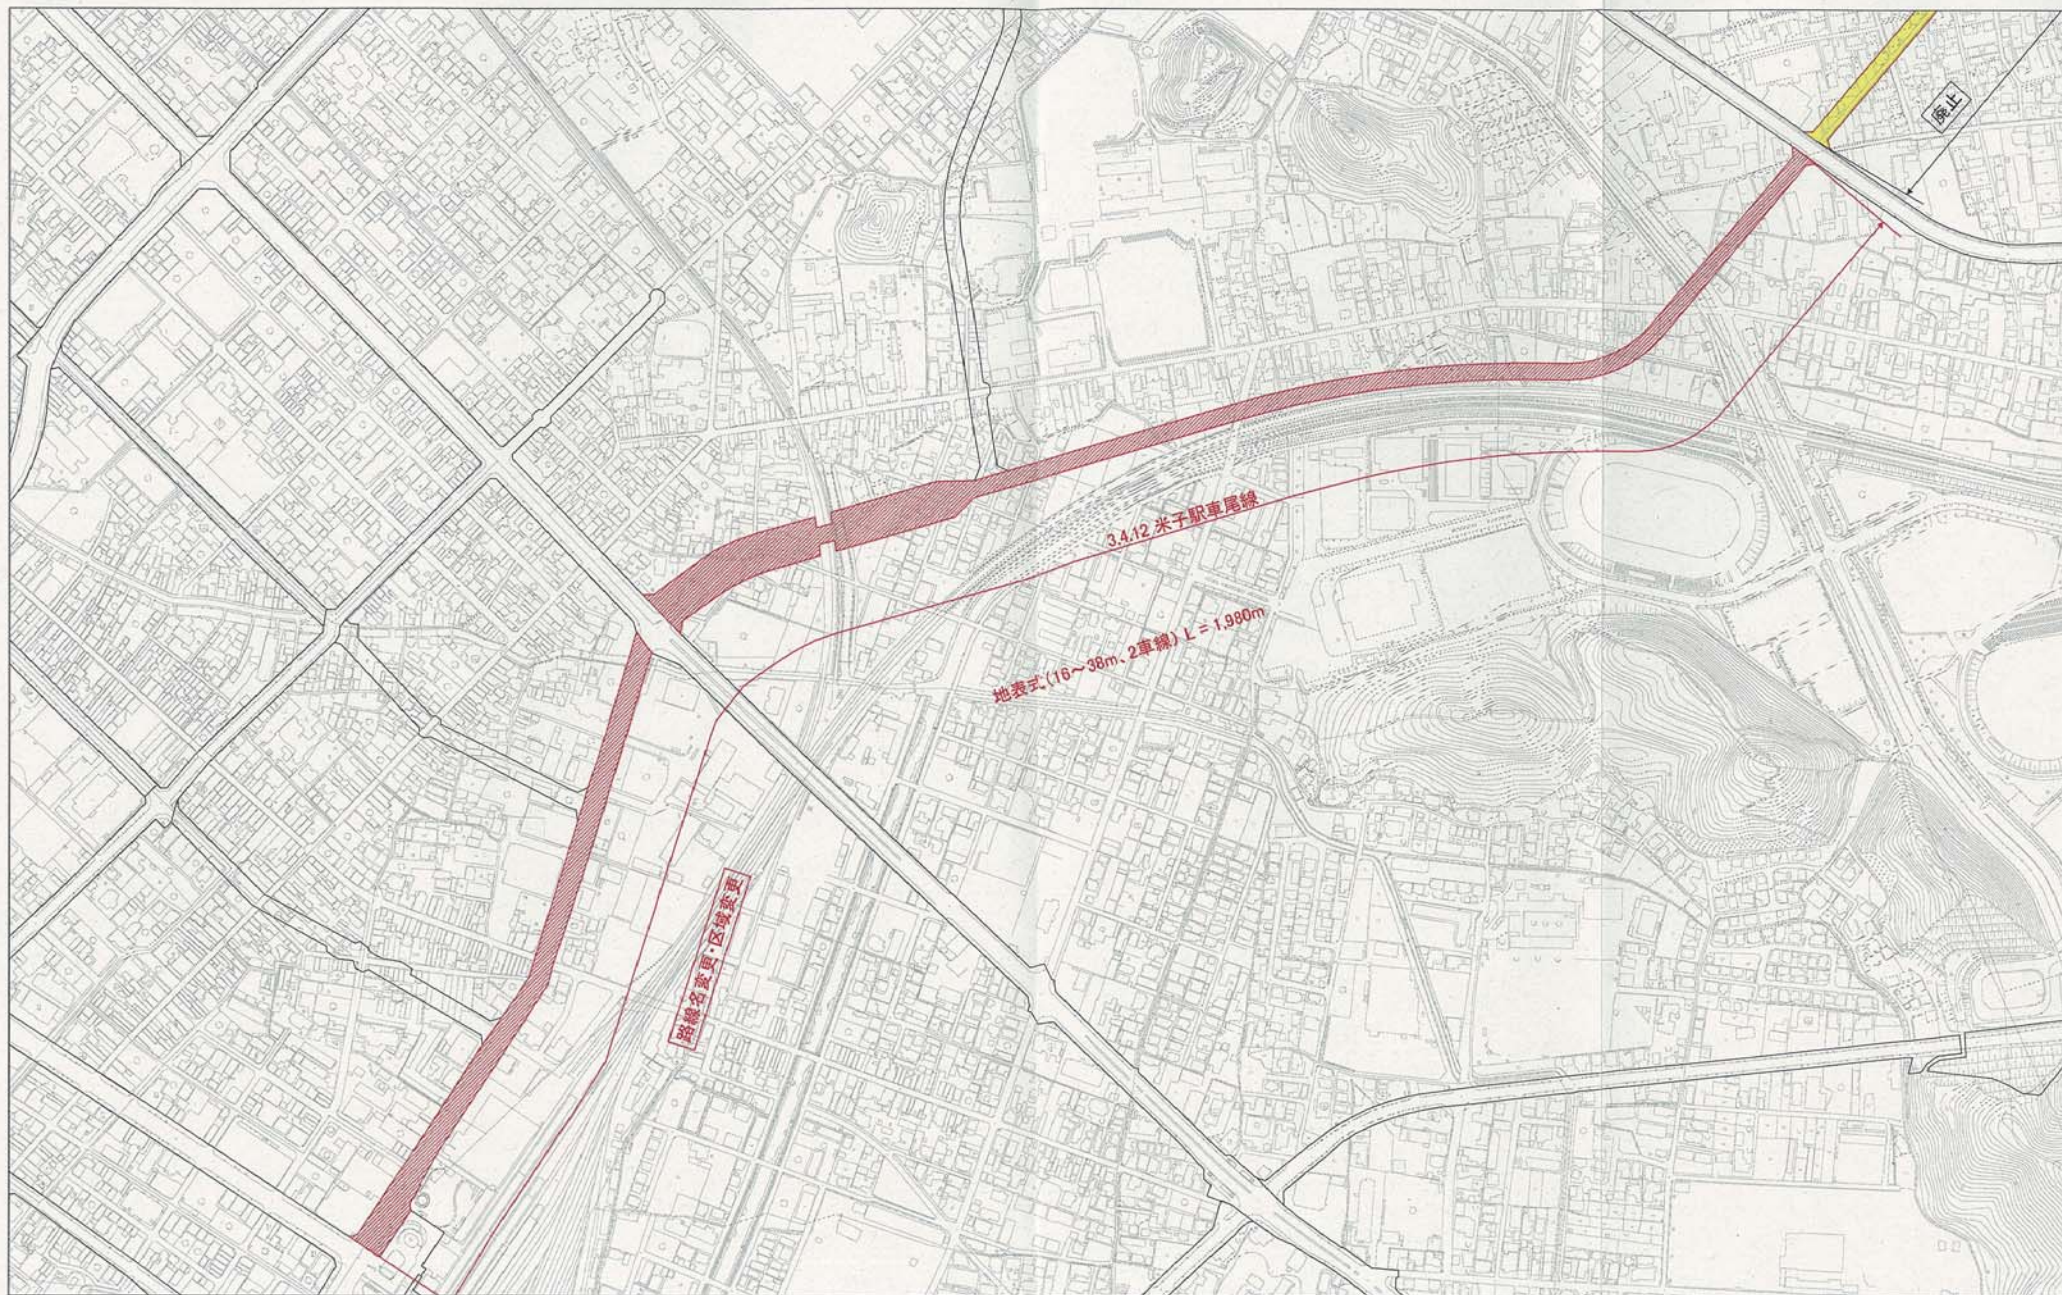 廃止
3.4.12 米子駅車尾線
地表式(16～38m、2車線) L = 1,980m
路線名変更・区域変更